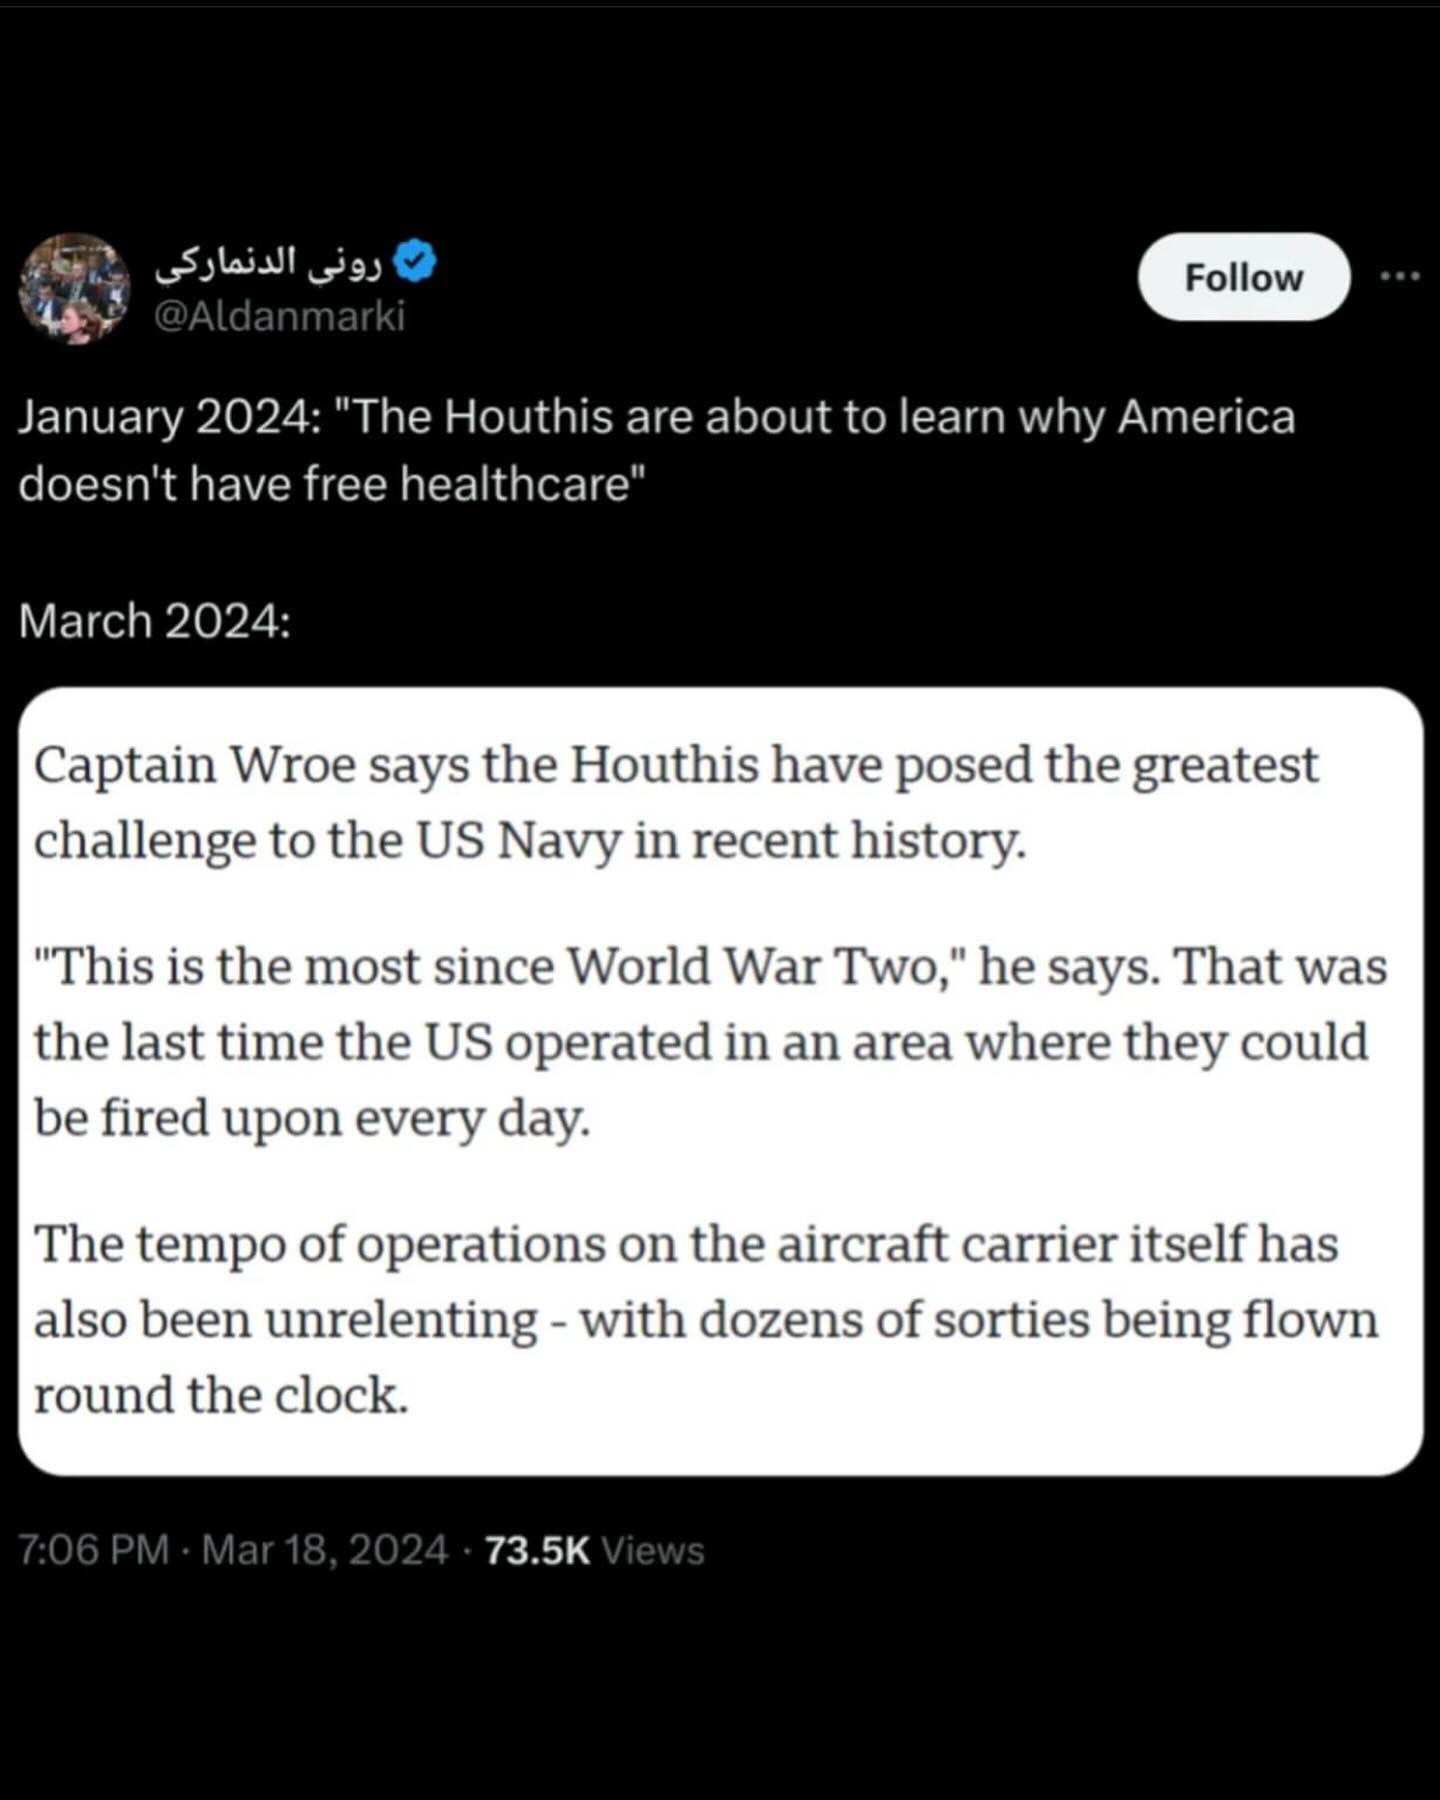 روني الدنماركي
@Aldanmarki
Follow
January 2024: "The Houthis are about to learn why America
doesn't have free healthcare"
March 2024:
Captain Wroe says the Houthis have posed the greatest
challenge to the US Navy in recent history.
"This is the most since World War Two," he says. That was
the last time the US operated in an area where they could
be fired upon every day.
The tempo of operations on the aircraft carrier itself has
also been unrelenting - with dozens of sorties being flown
round the clock.
7:06 PM · Mar 18, 2024 · 73.5K Views